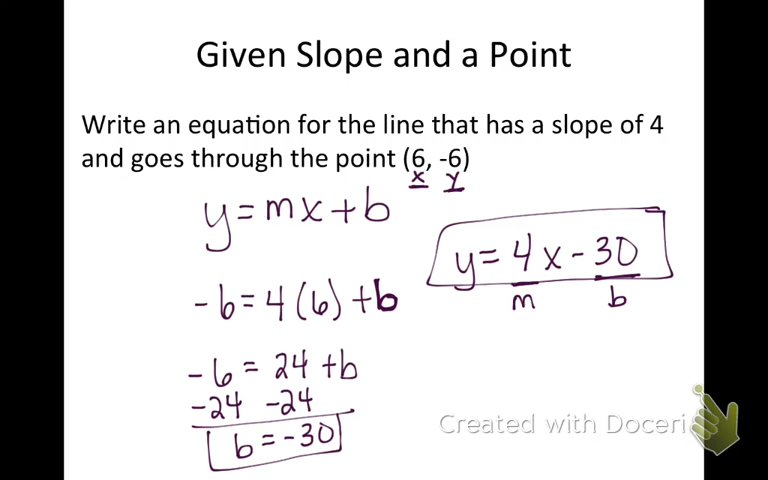 Given Slope and a Point
Write an equation for the line that has a slope of 4
and goes through the point (6, -6)
x y
y = mx + b
y = 4x - 30
m b
-6 = 4(6) + b
-6 = 24 + b
-24 -24
b = -30
Created with Doceri